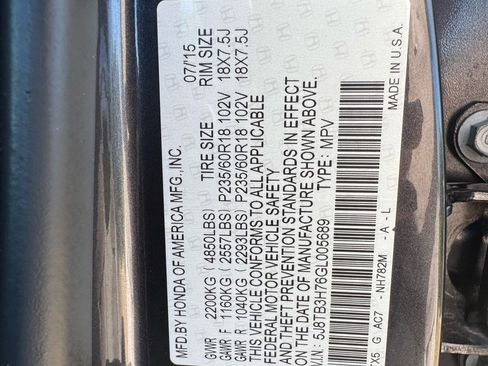 MFD.BY HONDA OF AMERICA MFG.,INC. 07/'15
TIRE SIZE RIM SIZE
GVWR 2200KG (4850LBS)
GAWR F 1160KG (2557LBS) P235/60R18 102V 18X7.5J
GAWR R 1040KG (2293LBS) P235/60R18 102V 18X7.5J
THIS VEHICLE CONFORMS TO ALL APPLICABLE
FEDERAL MOTOR VEHICLE SAFETY
AND THEFT PREVENTION STANDARDS IN EFFECT
ON THE DATE OF MANUFACTURE SHOWN ABOVE.
V.I.N: 5J8TB3H76GL005689 TYPE: MPV
TX5 G AC7 -NH782M -A -L MADE IN U.S.A.